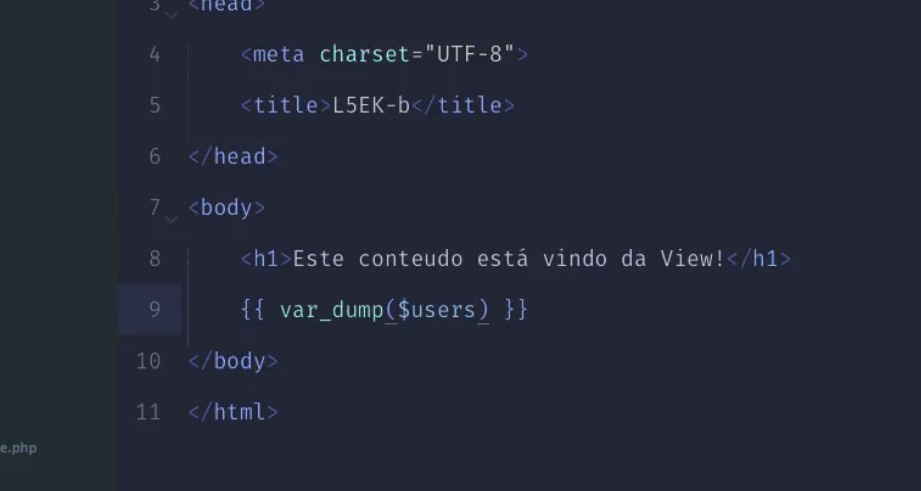 3 <head>
4 <meta charset="UTF-8">
5 <title>L5EK-b</title>
6 </head>
7 <body>
8 <h1>Este conteudo está vindo da View!</h1>
9 {{ var_dump($users) }}
10 </body>
11 </html>
e.php